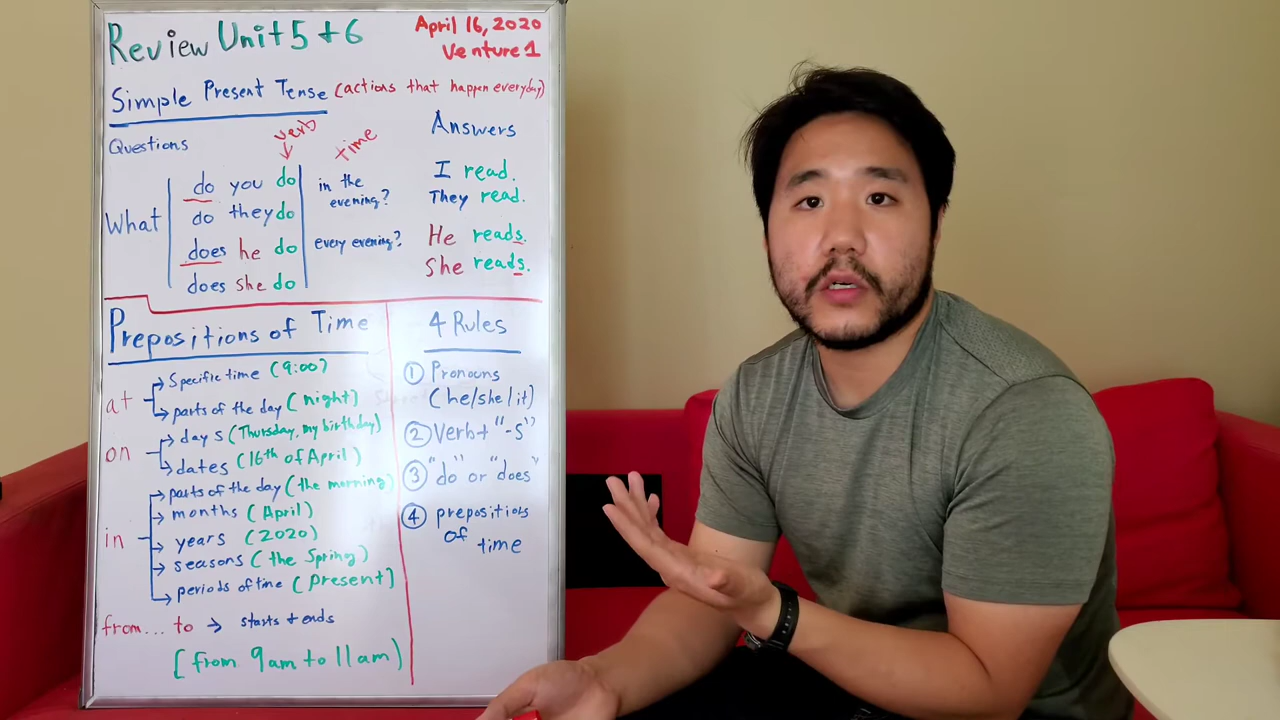 Review Unit 5 + 6
April 16, 2020
Venture 1
Simple Present Tense (actions that happen everyday)
Questions
verb
time
Answers
What
do you do
do they do
does he do
does she do
in the
evening?
every evening?
I read.
They read.
He reads.
She reads.
Prepositions of Time
at
Specific time (9:00)
parts of the day (night)
on
days (Thursday, my birthday)
dates (16th of April)
in
parts of the day (the morning)
months (April)
years (2020)
seasons (the Spring)
periods of time (Present)
from... to → starts + ends
(from 9am to 11am)
4 Rules
① Pronouns
(he/she/it)
② Verb + "-s"
③ "do" or "does"
④ prepositions
of time